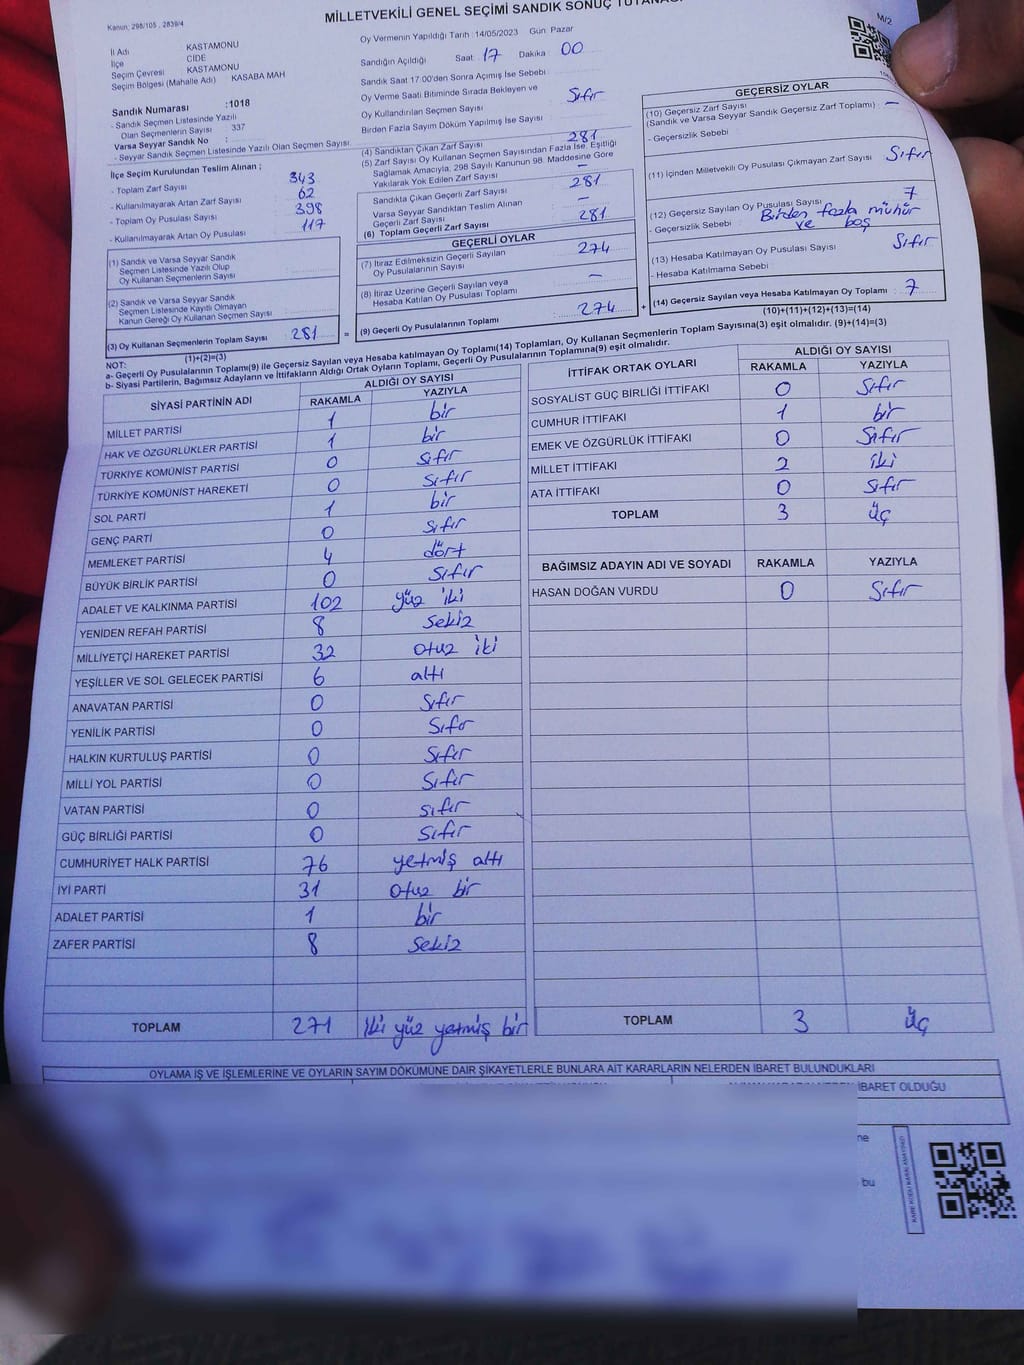 Kanun: 298/105 , 2839/4
MİLLETVEKİLİ GENEL SEÇİMİ SANDIK SONUÇ TUTANA
M/2
İl Adı KASTAMONU
İlçe CİDE
Seçim Çevresi KASTAMONU
Seçim Bölgesi (Mahalle Adı) KASABA MAH
Sandık Numarası :1018
- Sandık Seçmen Listesinde Yazılı
Olan Seçmenlerin Sayısı : 337
Varsa Seyyar Sandık No :
- Seyyar Sandık Seçmen Listesinde Yazılı Olan Seçmen Sayısı:
İlçe Seçim Kurulundan Teslim Alınan ;
- Toplam Zarf Sayısı 343
- Kullanılmayarak Artan Zarf Sayısı 62
- Toplam Oy Pusulası Sayısı 398
- Kullanılmayarak Artan Oy Pusulası 117
(1) Sandık ve Varsa Seyyar Sandık
Seçmen Listesinde Yazılı Olup
Oy Kullanan Seçmenlerin Sayısı
(2) Sandık ve Varsa Seyyar Sandık
Seçmen Listesinde Kayıtlı Olmayan
Kanun Gereği Oy Kullanan Seçmen Sayısı :
(3) Oy Kullanan Seçmenlerin Toplam Sayısı : 281 =
(1)+(2)=(3)
Oy Vermenin Yapıldığı Tarih : 14/05/2023 Gün: Pazar
Sandığın Açıldığı Saat 17 Dakika 00
Sandık Saat 17:00'den Sonra Açımış İse Sebebi
Oy Verme Saati Bitiminde Sırada Bekleyen ve
Oy Kullandırılan Seçmen Sayısı Sıfır
Birden Fazla Sayım Döküm Yapılmış İse Sayısı :
(4) Sandıktan Çıkan Zarf Sayısı 281
(5) Zarf Sayısı Oy Kullanan Seçmen Sayısından Fazla İse, Eşitliği
Sağlamak Amacıyla, 298 Sayılı Kanunun 98. Maddesine Göre
Yakılarak Yok Edilen Zarf Sayısı —
Sandıkta Çıkan Geçerli Zarf Sayısı 281
Varsa Seyyar Sandıktan Teslim Alınan
Geçerli Zarf Sayısı —
(6) Toplam Geçerli Zarf Sayısı 281
GEÇERLİ OYLAR
(7) İtiraz Edilmeksizin Geçerli Sayılan
Oy Pusulalarının Sayısı 274
(8) İtiraz Üzerine Geçerli Sayılan veya
Hesaba Katılan Oy Pusulası Toplamı —
(9) Geçerli Oy Pusulalarının Toplamı : 274 +
GEÇERSİZ OYLAR
(10) Geçersiz Zarf Sayısı
(Sandık ve Varsa Seyyar Sandık Geçersiz Zarf Toplamı) : —
- Geçersizlik Sebebi
(11) İçinden Milletvekili Oy Pusulası Çıkmayan Zarf Sayısı Sıfır
(12) Geçersiz Sayılan Oy Pusulası Sayısı 7
- Geçersizlik Sebebi : Birden fazla mühür
ve boş
(13) Hesaba Katılmayan Oy Pusulası Sayısı Sıfır
- Hesaba Katılmama Sebebi
(14) Geçersiz Sayılan veya Hesaba Katılmayan Oy Toplamı : 7
(10)+(11)+(12)+(13)=(14)
NOT:
a- Geçerli Oy Pusulalarının Toplamı(9) ile Geçersiz Sayılan veya Hesaba katılmayan Oy Toplamı(14) Toplamları, Oy Kullanan Seçmenlerin Toplam Sayısına(3) eşit olmalıdır. (9)+(14)=(3)
b- Siyasi Partilerin, Bağımsız Adayların ve İttifakların Aldığı Ortak Oyların Toplamı, Geçerli Oy Pusulalarının Toplamına(9) eşit olmalıdır.
SİYASİ PARTİNİN ADI ALDIĞI OY SAYISI
RAKAMLA YAZIYLA
MİLLET PARTİSİ 1 bir
HAK VE ÖZGÜRLÜKLER PARTİSİ 1 bir
TÜRKİYE KOMÜNİST PARTİSİ 0 sıfır
TÜRKİYE KOMÜNİST HAREKETİ 0 sıfır
SOL PARTİ 1 bir
GENÇ PARTİ 0 sıfır
MEMLEKET PARTİSİ 4 dört
BÜYÜK BİRLİK PARTİSİ 0 sıfır
ADALET VE KALKINMA PARTİSİ 102 yüz iki
YENİDEN REFAH PARTİSİ 8 sekiz
MİLLİYETÇİ HAREKET PARTİSİ 32 otuz iki
YEŞİLLER VE SOL GELECEK PARTİSİ 6 altı
ANAVATAN PARTİSİ 0 Sıfır
YENİLİK PARTİSİ 0 Sıfır
HALKIN KURTULUŞ PARTİSİ 0 Sıfır
MİLLİ YOL PARTİSİ 0 Sıfır
VATAN PARTİSİ 0 sıfır
GÜÇ BİRLİĞİ PARTİSİ 0 sıfır
CUMHURİYET HALK PARTİSİ 76 yetmiş altı
İYİ PARTİ 31 otuz bir
ADALET PARTİSİ 1 bir
ZAFER PARTİSİ 8 sekiz
TOPLAM 271 İki yüz yetmiş bir
İTTİFAK ORTAK OYLARI ALDIĞI OY SAYISI
RAKAMLA YAZIYLA
SOSYALİST GÜÇ BİRLİĞİ İTTİFAKI 0 Sıfır
CUMHUR İTTİFAKI 1 bir
EMEK VE ÖZGÜRLÜK İTTİFAKI 0 Sıfır
MİLLET İTTİFAKI 2 iki
ATA İTTİFAKI 0 Sıfır
TOPLAM 3 üç
BAĞIMSIZ ADAYIN ADI VE SOYADI RAKAMLA YAZIYLA
HASAN DOĞAN VURDU 0 Sıfır
TOPLAM 3 üç
OYLAMA İŞ VE İŞLEMLERİNE VE OYLARIN SAYIM DÖKÜMÜNE DAİR ŞİKAYETLERLE BUNLARA AİT KARARLARIN NELERDEN İBARET BULUNDUKLARI
İBARET OLDUĞU
ne
bu